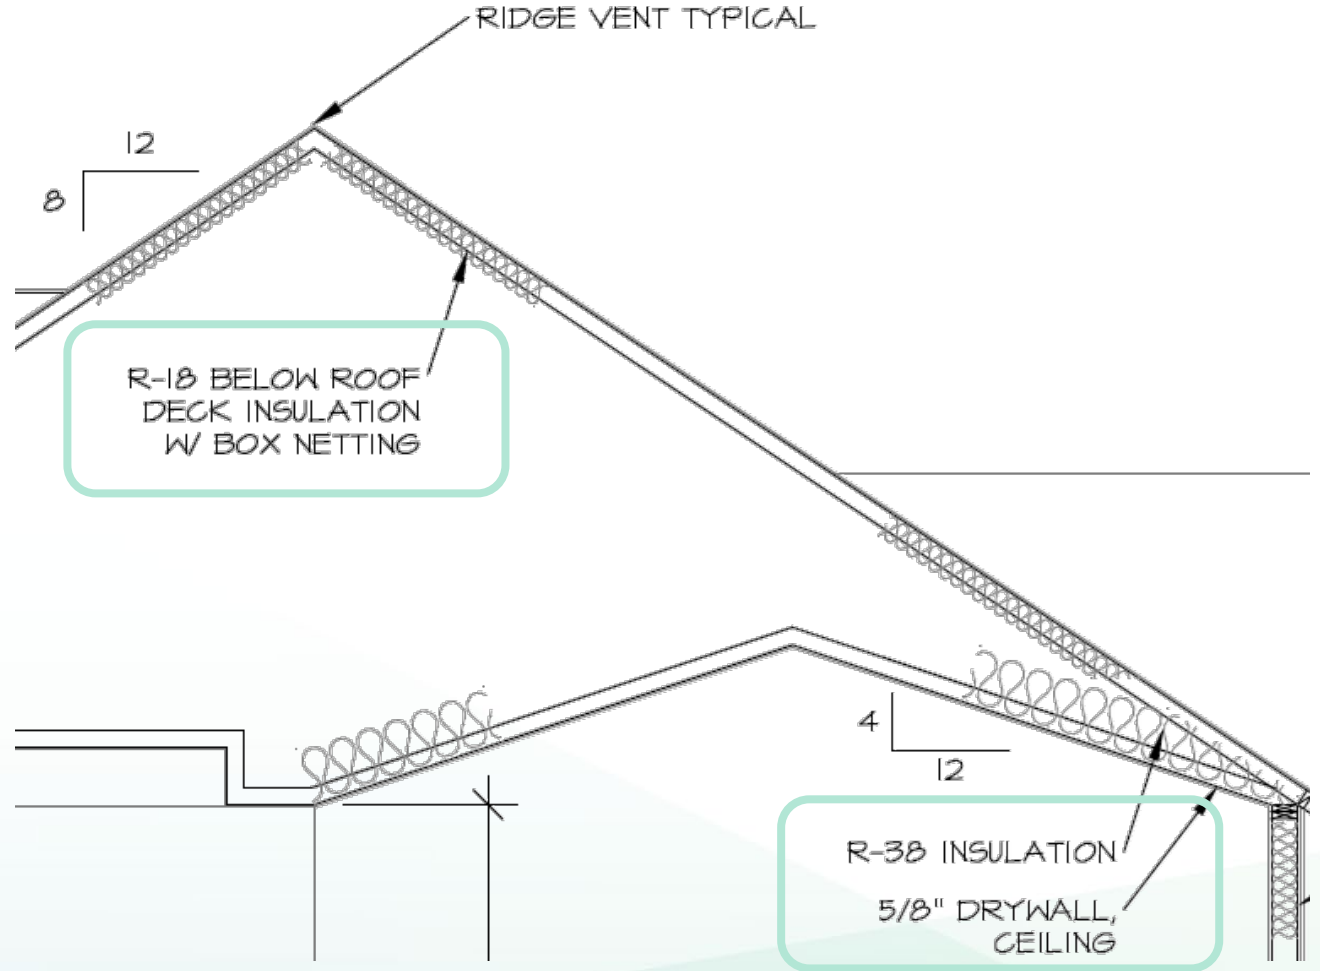 RIDGE VENT TYPICAL
12
8
R-18 BELOW ROOF
DECK INSULATION
W/ BOX NETTING
4
12
R-38 INSULATION
5/8" DRYWALL,
CEILING